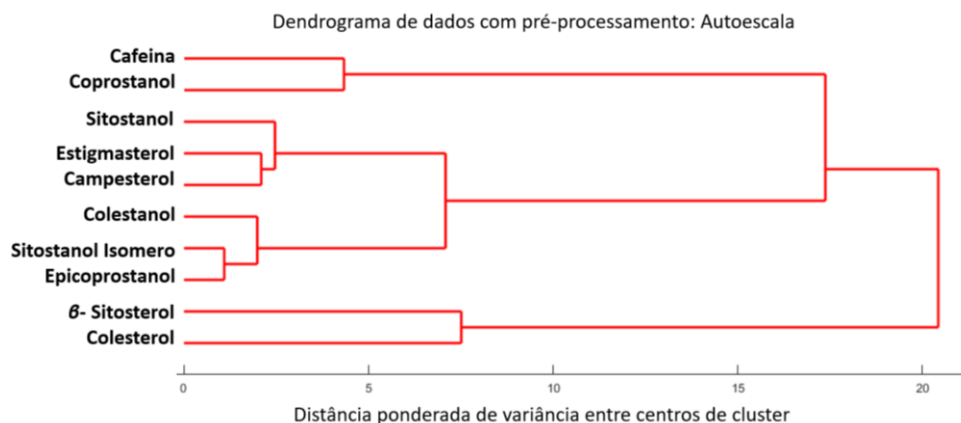 Dendrograma de dados com pré-processamento: Autoescala
Cafeina
Coprostanol
Sitostanol
Estigmasterol
Campesterol
Colestanol
Sitostanol Isomero
Epicoprostanol
β- Sitosterol
Colesterol
0 5 10 15 20
Distância ponderada de variância entre centros de cluster